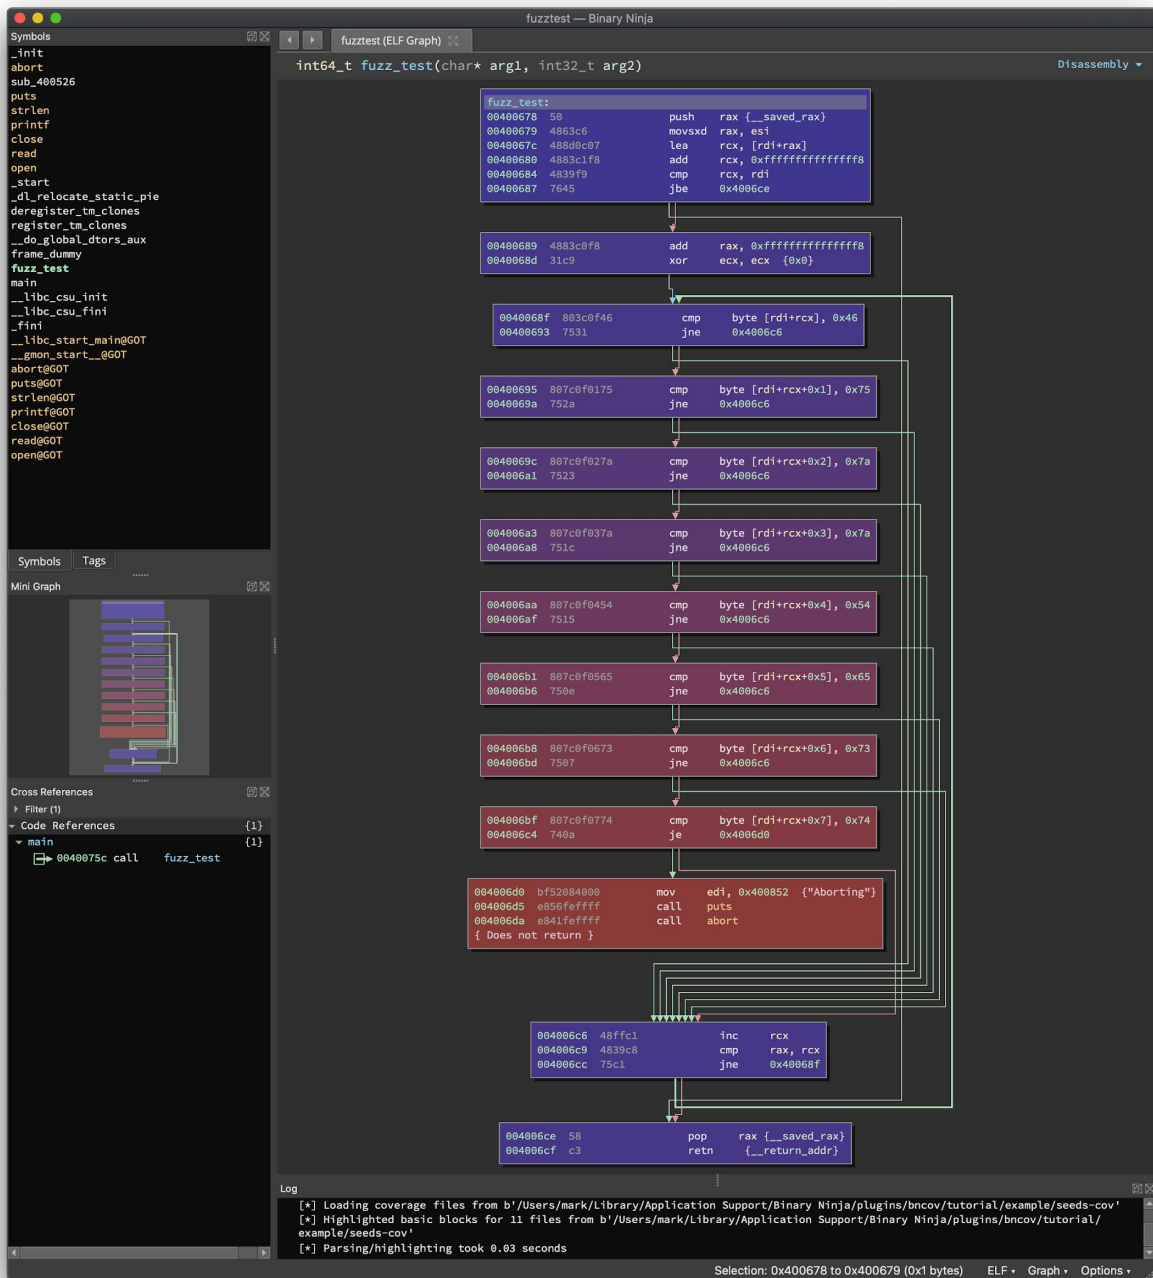 fuzztest — Binary Ninja
Symbols
_init
abort
sub_400526
puts
strlen
printf
close
read
open
_start
_dl_relocate_static_pie
deregister_tm_clones
register_tm_clones
__do_global_dtors_aux
frame_dummy
fuzz_test
main
__libc_csu_init
__libc_csu_fini
_fini
__libc_start_main@GOT
__gmon_start__@GOT
abort@GOT
puts@GOT
strlen@GOT
printf@GOT
close@GOT
read@GOT
open@GOT
Symbols Tags
Mini Graph
Cross References
Filter (1)
Code References {1}
main {1}
0040075c call fuzz_test
fuzztest (ELF Graph)
int64_t fuzz_test(char* arg1, int32_t arg2)
Disassembly
fuzz_test:
00400678 50 push rax {__saved_rax}
00400679 4863c6 movsxd rax, esi
0040067c 488d0c07 lea rcx, [rdi+rax]
00400680 4883c1f8 add rcx, 0xfffffffffffffff8
00400684 4839f9 cmp rcx, rdi
00400687 7645 jbe 0x4006ce
00400689 4883c0f8 add rax, 0xfffffffffffffff8
0040068d 31c9 xor ecx, ecx {0x0}
0040068f 803c0f46 cmp byte [rdi+rcx], 0x46
00400693 7531 jne 0x4006c6
00400695 807c0f0175 cmp byte [rdi+rcx+0x1], 0x75
0040069a 752a jne 0x4006c6
0040069c 807c0f027a cmp byte [rdi+rcx+0x2], 0x7a
004006a1 7523 jne 0x4006c6
004006a3 807c0f037a cmp byte [rdi+rcx+0x3], 0x7a
004006a8 751c jne 0x4006c6
004006aa 807c0f0454 cmp byte [rdi+rcx+0x4], 0x54
004006af 7515 jne 0x4006c6
004006b1 807c0f0565 cmp byte [rdi+rcx+0x5], 0x65
004006b6 750e jne 0x4006c6
004006b8 807c0f0673 cmp byte [rdi+rcx+0x6], 0x73
004006bd 7507 jne 0x4006c6
004006bf 807c0f0774 cmp byte [rdi+rcx+0x7], 0x74
004006c4 740a je 0x4006d0
004006d0 bf52084000 mov edi, 0x400852 {"Aborting"}
004006d5 e856feffff call puts
004006da e841feffff call abort
{ Does not return }
004006c6 48ffc1 inc rcx
004006c9 4839c8 cmp rax, rcx
004006cc 75c1 jne 0x40068f
004006ce 58 pop rax {__saved_rax}
004006cf c3 retn {__return_addr}
Log
[*] Loading coverage files from b'/Users/mark/Library/Application Support/Binary Ninja/plugins/bncov/tutorial/example/seeds-cov'
[*] Highlighted basic blocks for 11 files from b'/Users/mark/Library/Application Support/Binary Ninja/plugins/bncov/tutorial/
example/seeds-cov'
[*] Parsing/highlighting took 0.03 seconds
Selection: 0x400678 to 0x400679 (0x1 bytes) ELF Graph Options